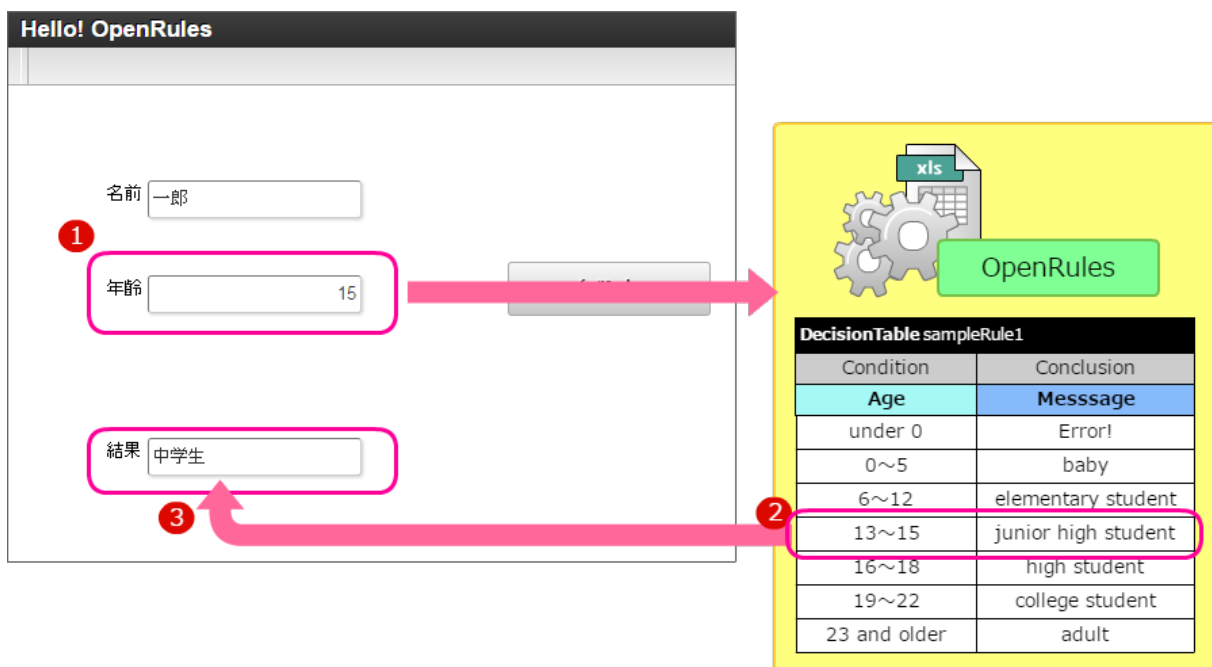 Hello! OpenRules
名前 一郎
1
年齢 15
結果 中学生
3
xls
OpenRules
DecisionTable sampleRule1
Condition Conclusion
Age Messsage
under 0 Error!
0～5 baby
6～12 elementary student
2
13～15 junior high student
16～18 high student
19～22 college student
23 and older adult